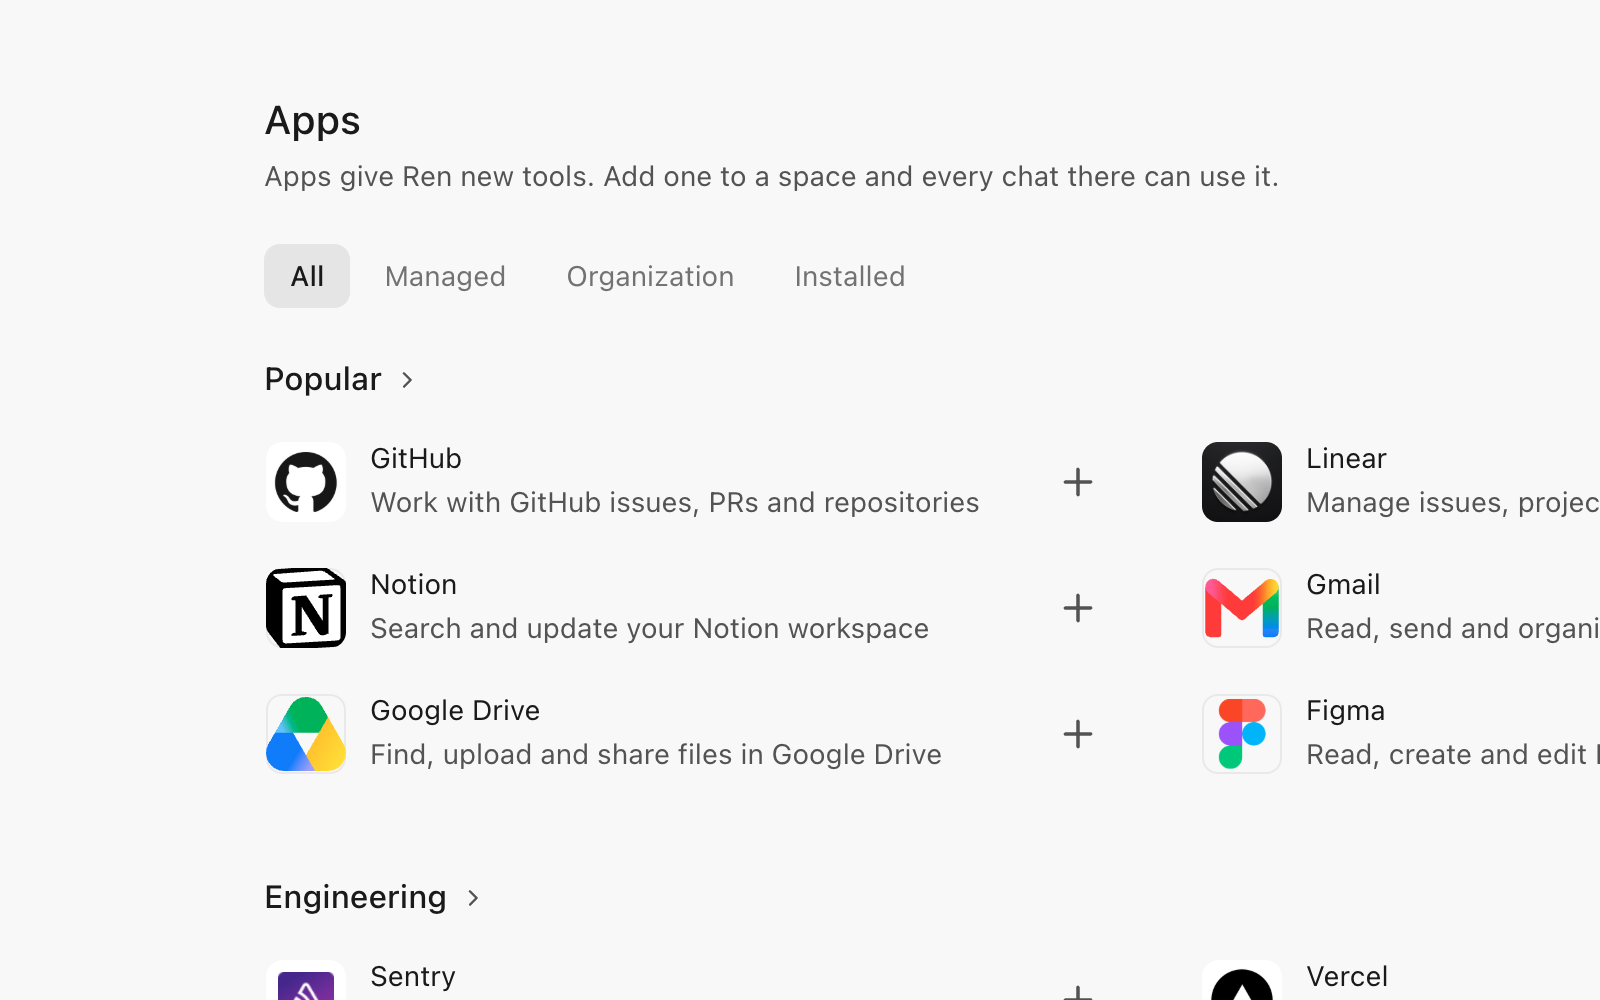 Apps
Apps give Ren new tools. Add one to a space and every chat there can use it.
All Managed Organization Installed
Popular
GitHub
Work with GitHub issues, PRs and repositories
Linear
Manage issues,
Notion
Search and update your Notion workspace
Gmail
Read, send and
Google Drive
Find, upload and share files in Google Drive
Figma
Read, create and edit
Engineering
Sentry
Vercel